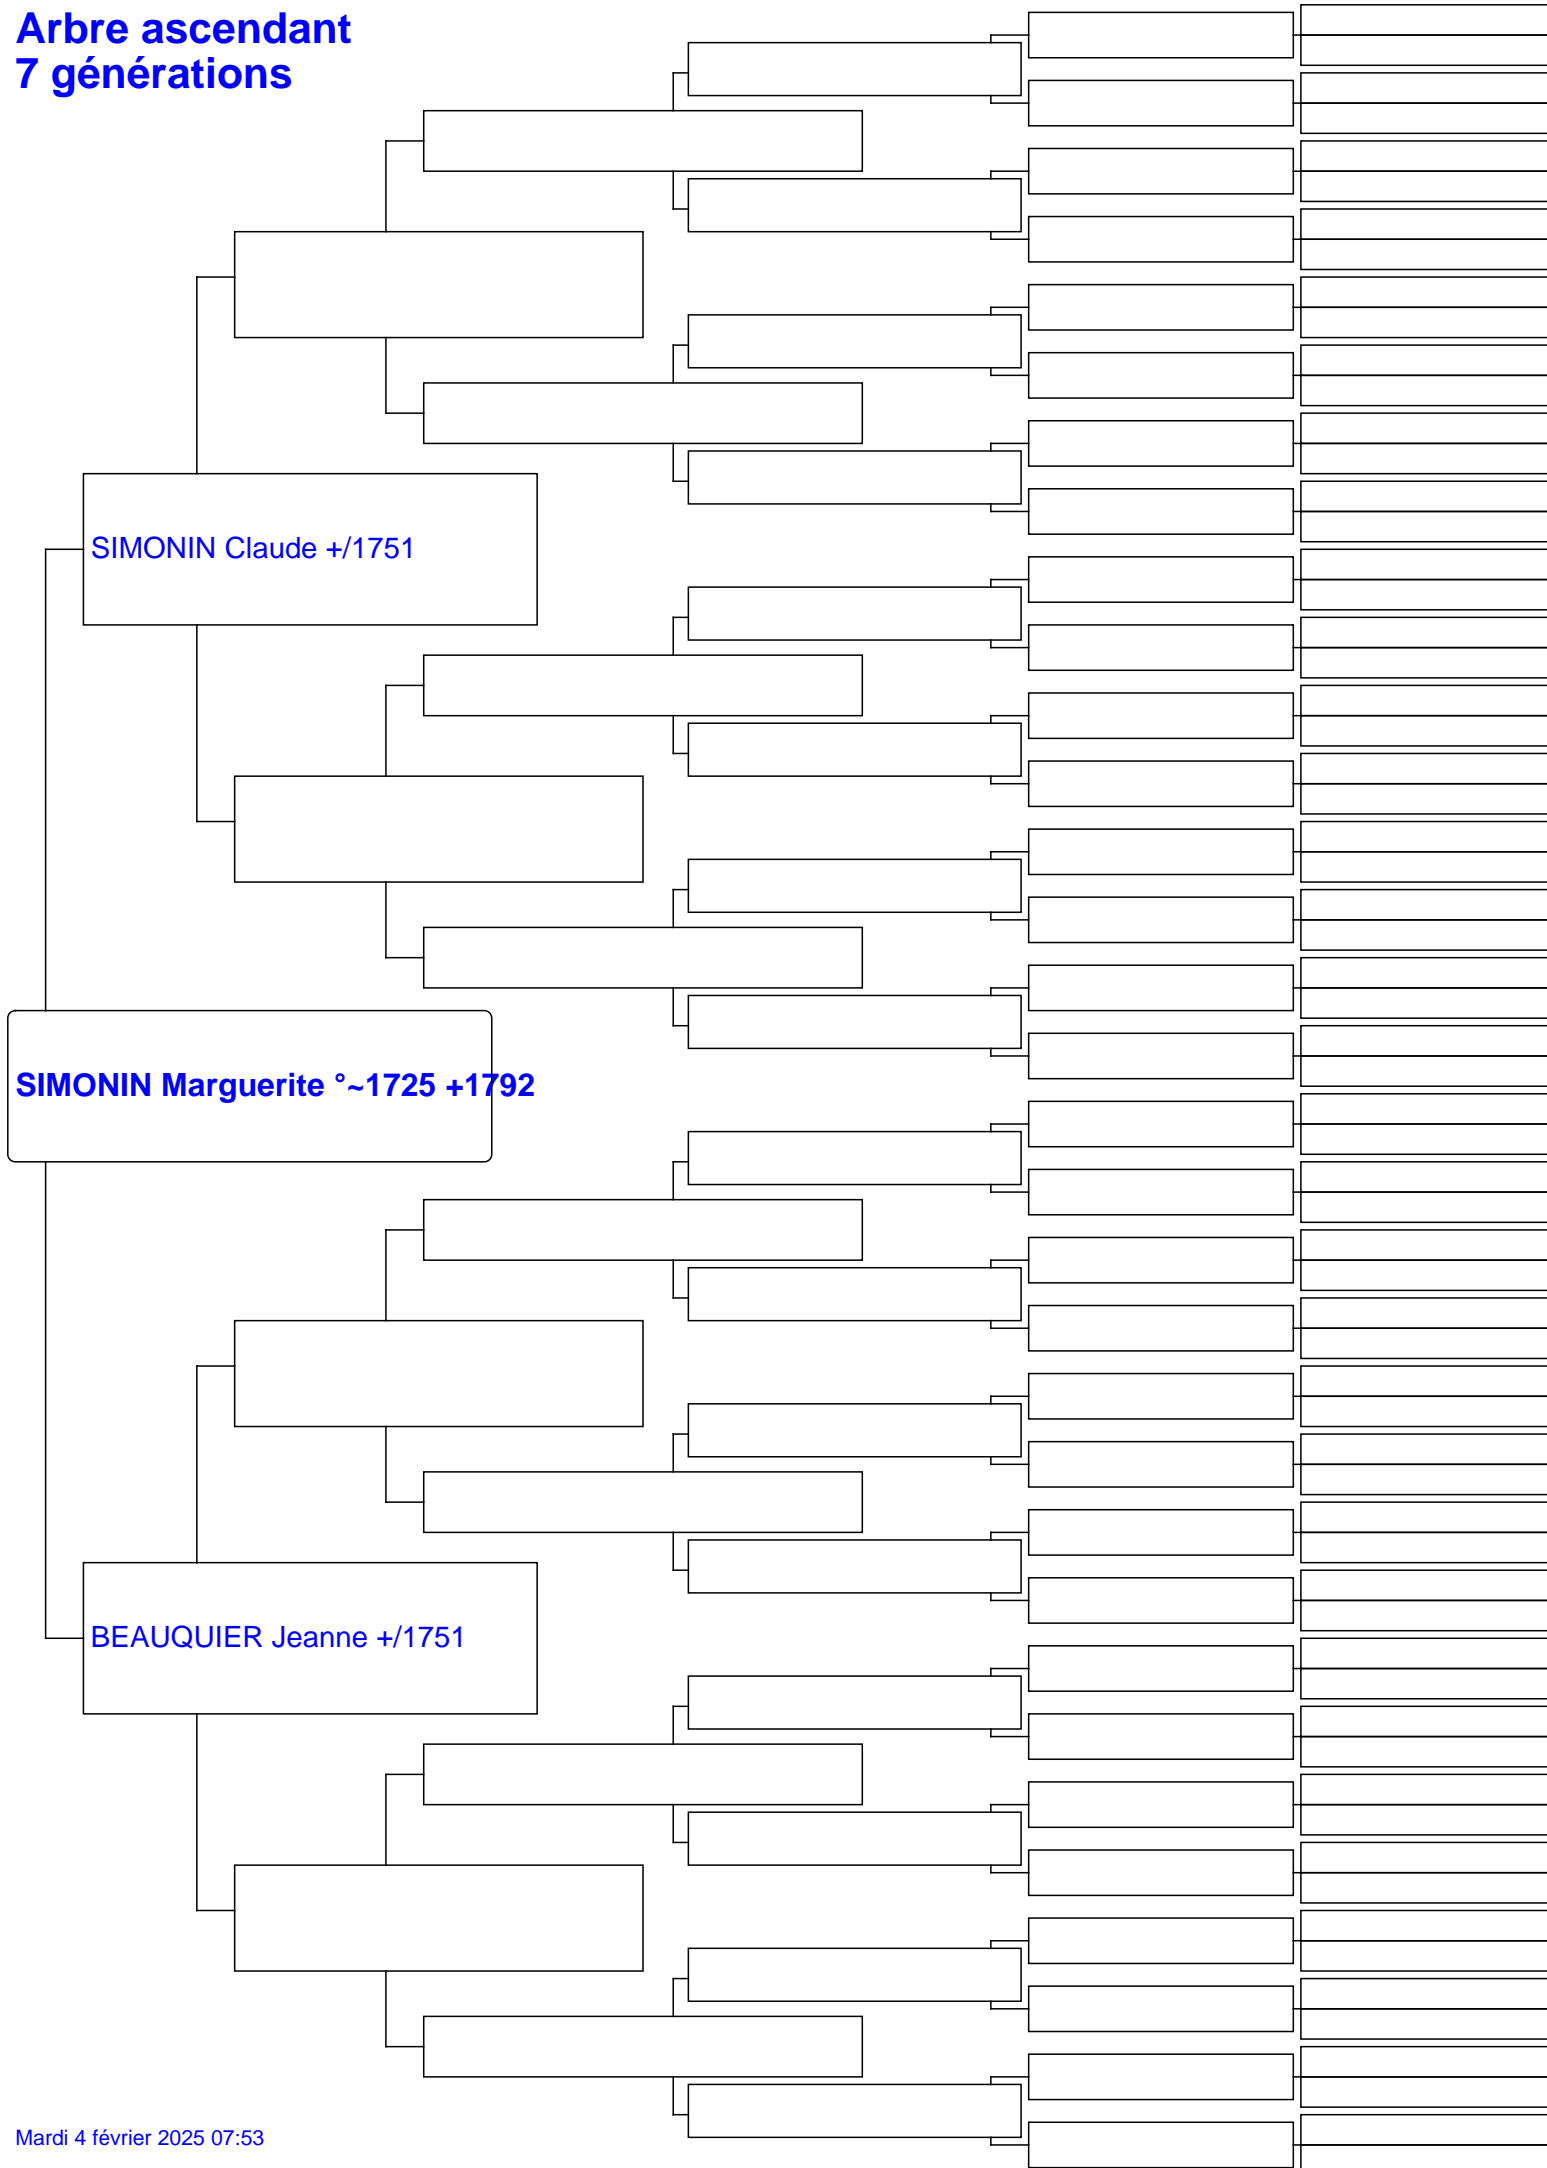 Arbre ascendant
7 générations
SIMONIN Claude +/1751
SIMONIN Marguerite °~1725 +1792
BEAUQUIER Jeanne +/1751
Mardi 4 février 2025 07:53